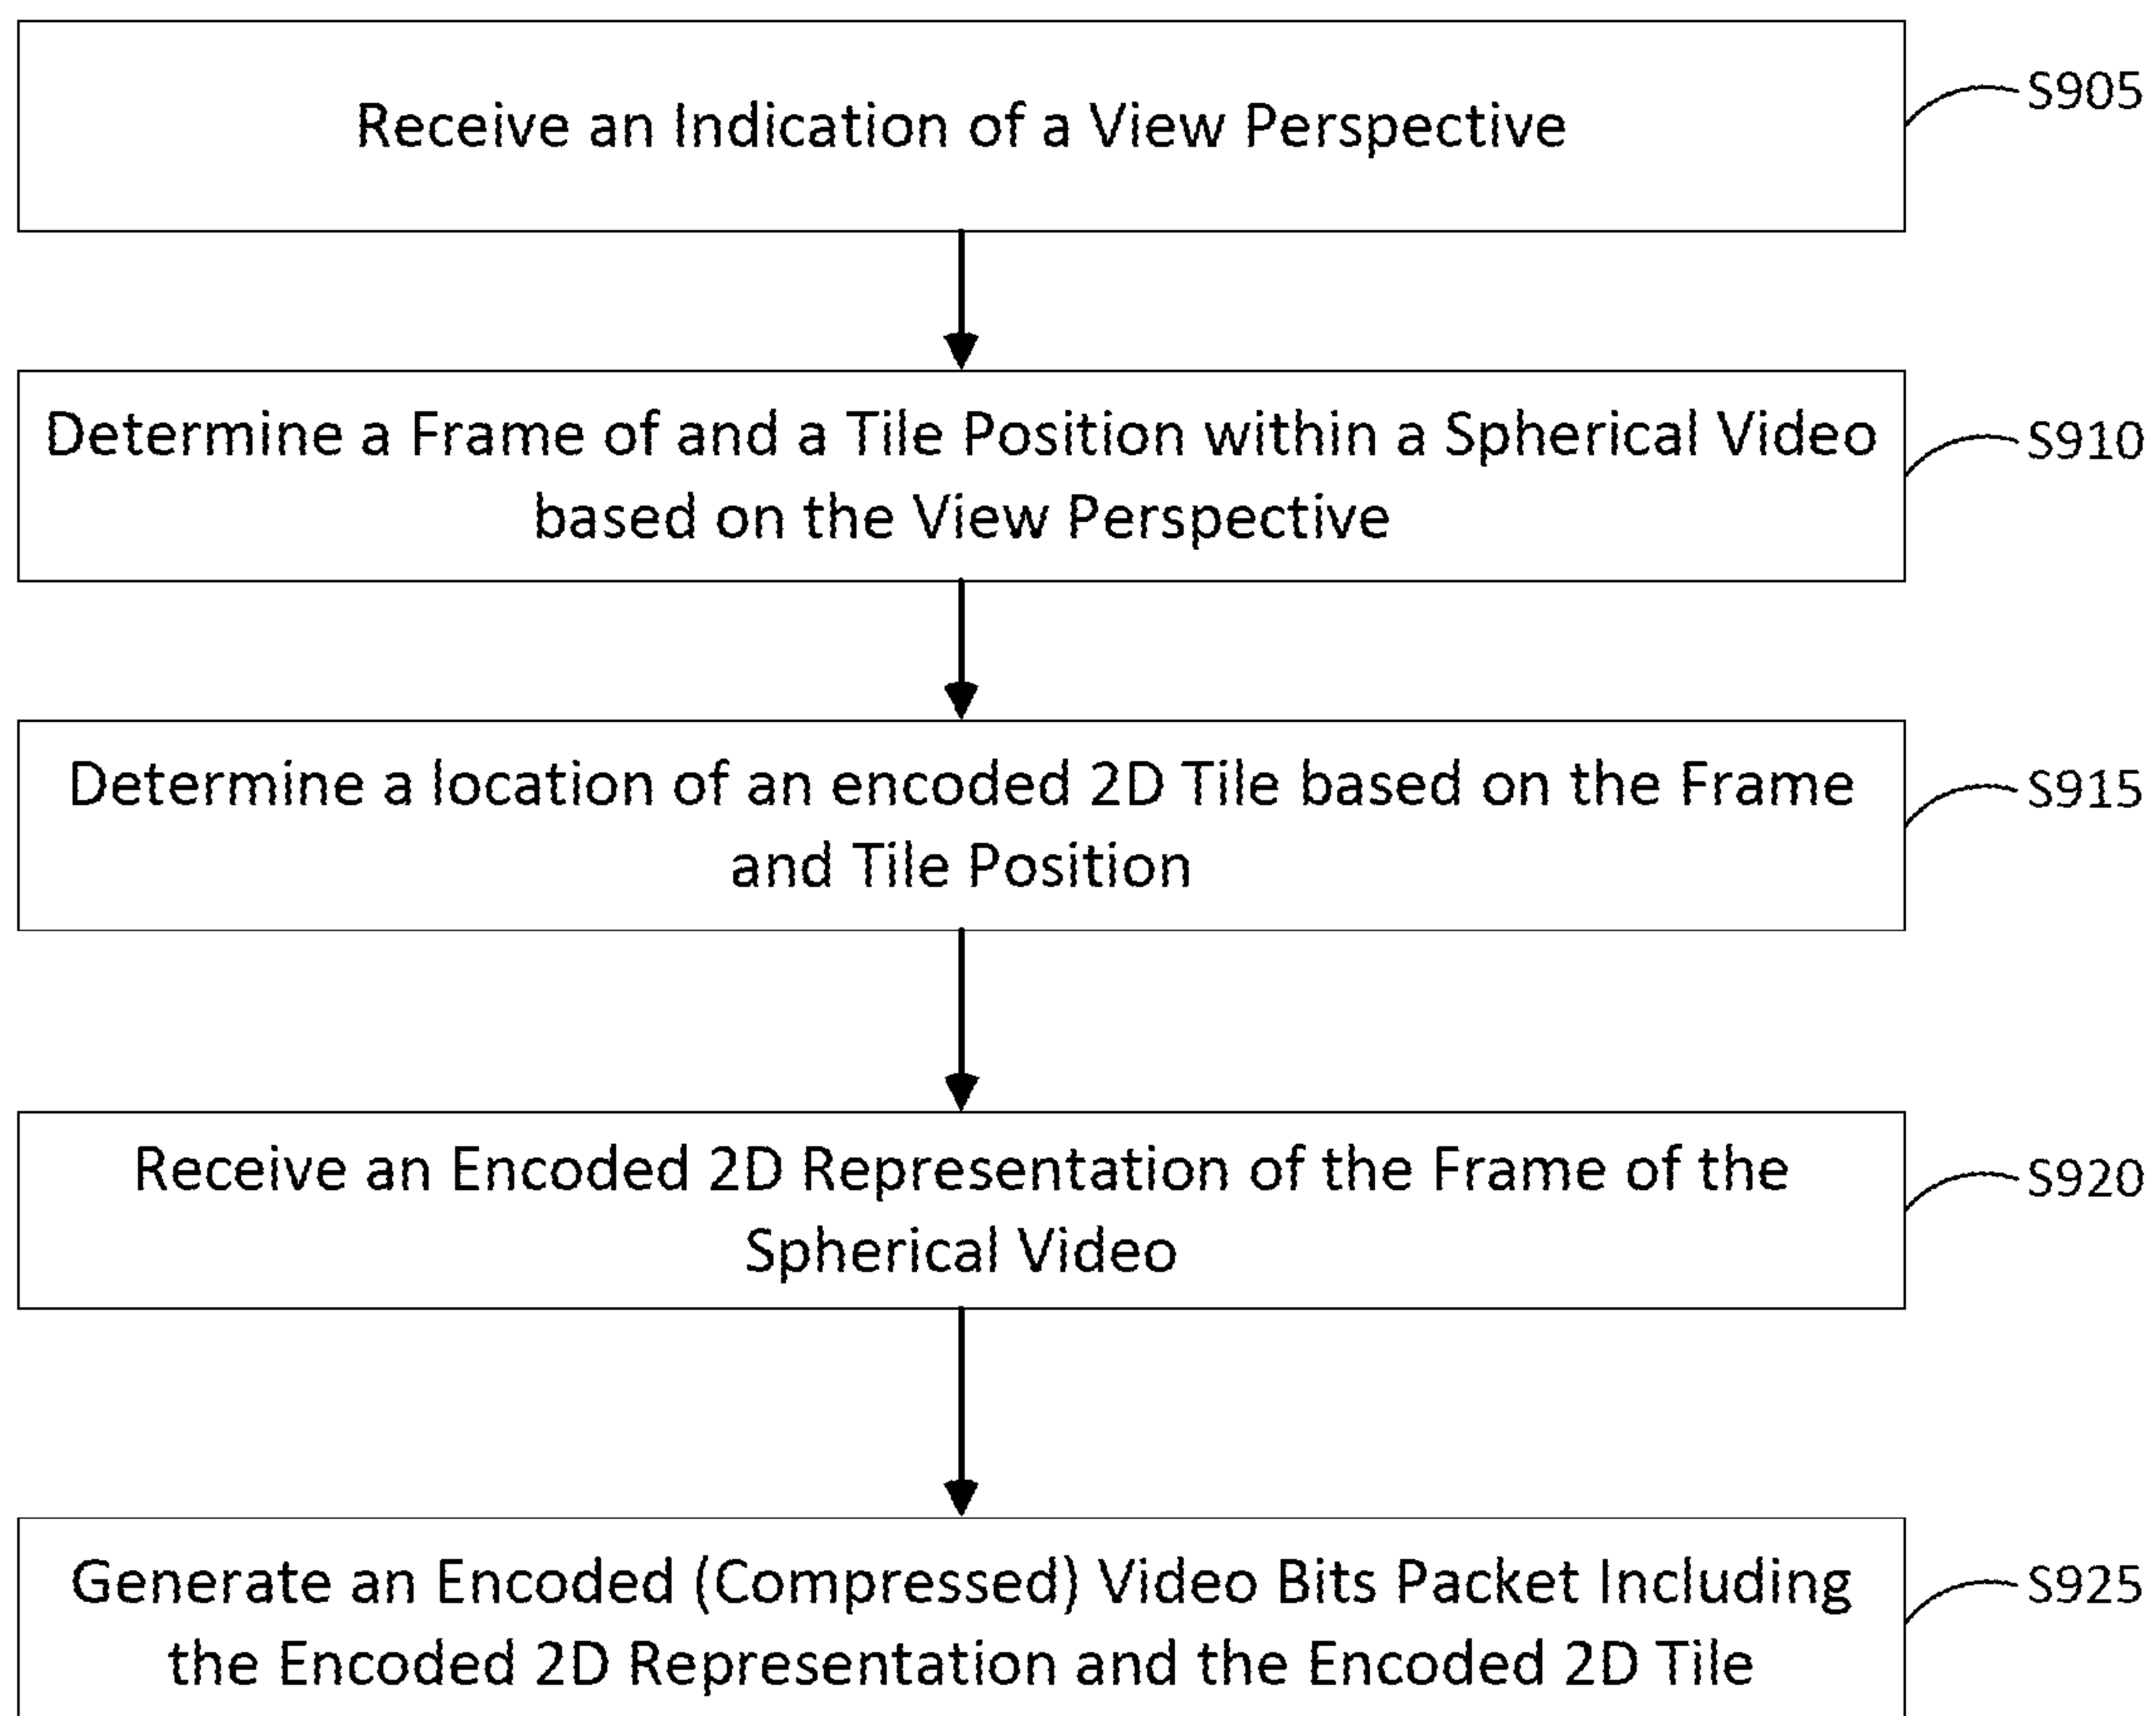 Receive an Indication of a View Perspective
S905
Determine a Frame of and a Tile Position within a Spherical Video
based on the View Perspective
S910
Determine a location of an encoded 2D Tile based on the Frame
and Tile Position
S915
Receive an Encoded 2D Representation of the Frame of the
Spherical Video
S920
Generate an Encoded (Compressed) Video Bits Packet Including
the Encoded 2D Representation and the Encoded 2D Tile
S925